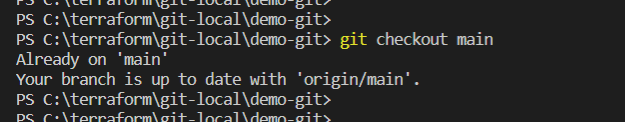 PS C:\terraform\git-local\demo-git>
PS C:\terraform\git-local\demo-git>
PS C:\terraform\git-local\demo-git> git checkout main
Already on 'main'
Your branch is up to date with 'origin/main'.
PS C:\terraform\git-local\demo-git>
PS C:\terraform\git-local\demo-git>